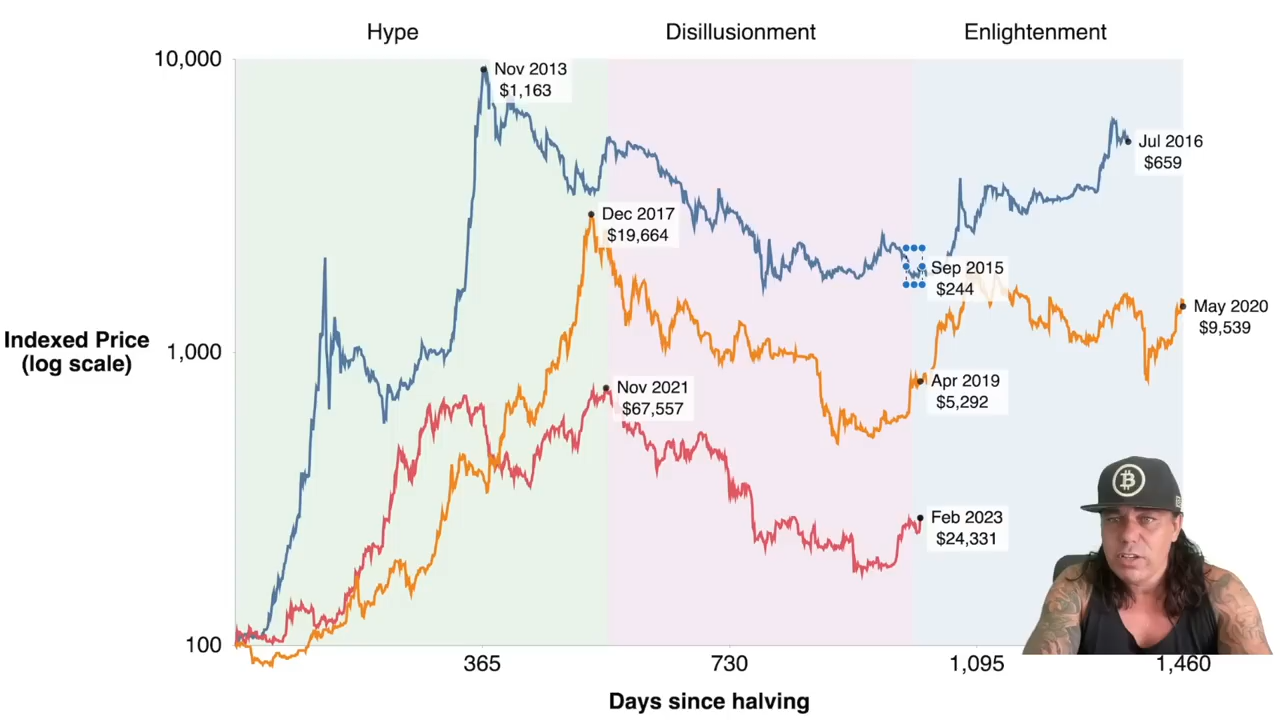 Hype
Disillusionment
Enlightenment
10,000
Nov 2013
$1,163
Jul 2016
$659
Dec 2017
$19,664
Sep 2015
$244
May 2020
$9,539
Indexed Price
(log scale)
1,000
Nov 2021
$67,557
Apr 2019
$5,292
Feb 2023
$24,331
100
365
730
1,095
1,460
Days since halving